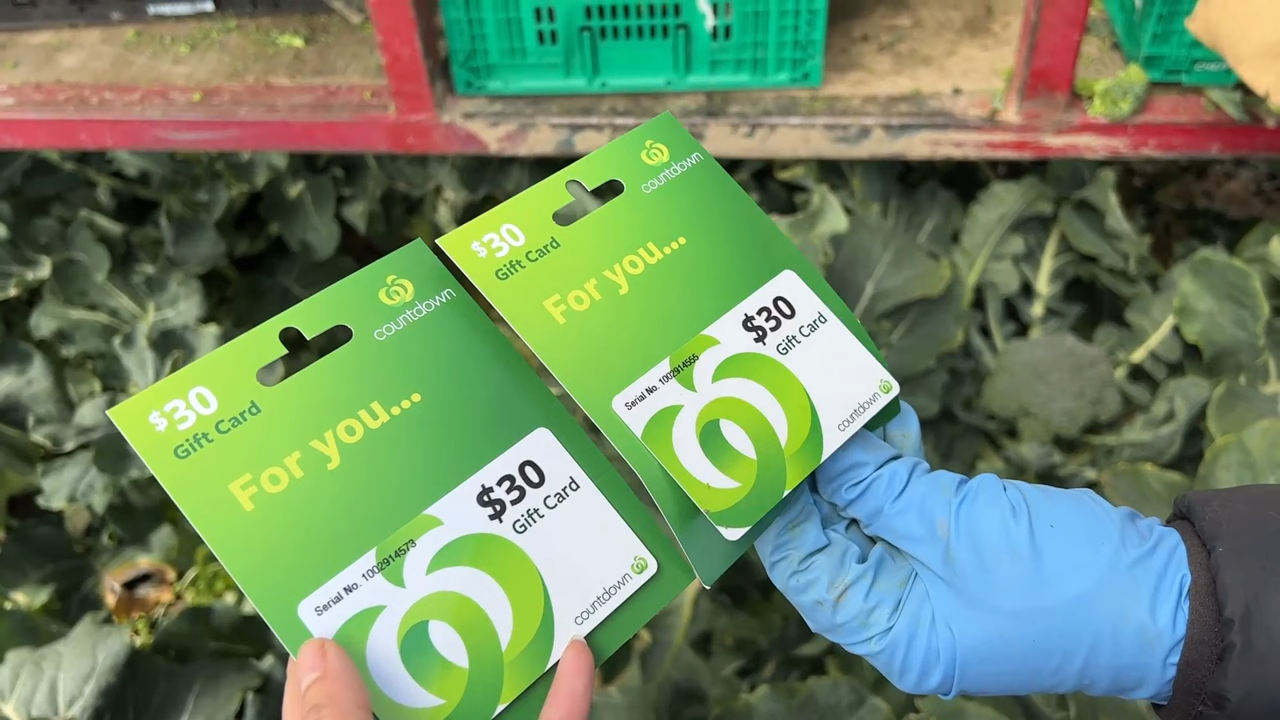 $30
Gift Card
countdown
For you...
$30
Gift Card
Serial No. 1002914573
countdown
$30
Gift Card
countdown
For you...
$30
Gift Card
Serial No. 1002914555
countdown